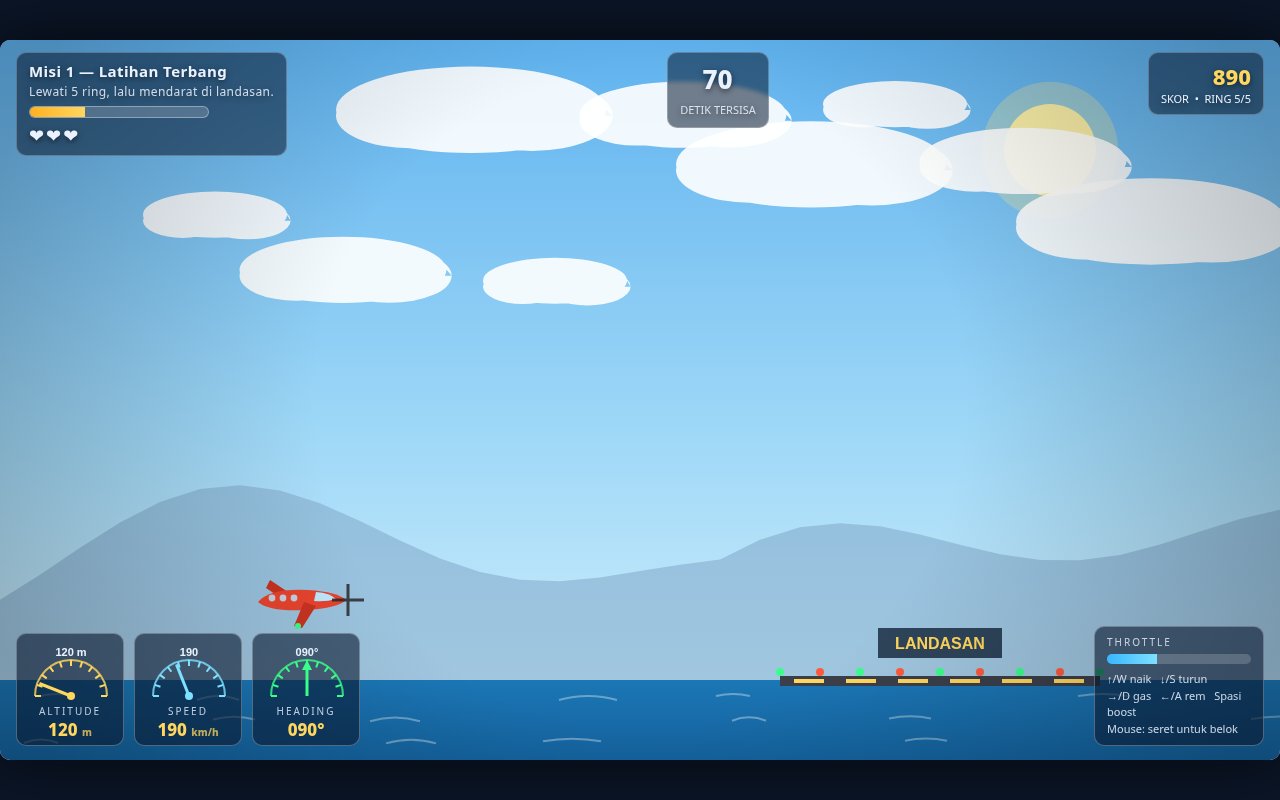 Misi 1 — Latihan Terbang
Lewati 5 ring, lalu mendarat di landasan.
70
DETIK TERSISA
890
SKOR • RING 5/5
LANDASAN
120 m
ALTITUDE
120 m
190
SPEED
190 km/h
090°
HEADING
090°
THROTTLE
↑/W naik ↓/S turun
→/D gas ←/A rem Spasi
boost
Mouse: seret untuk belok